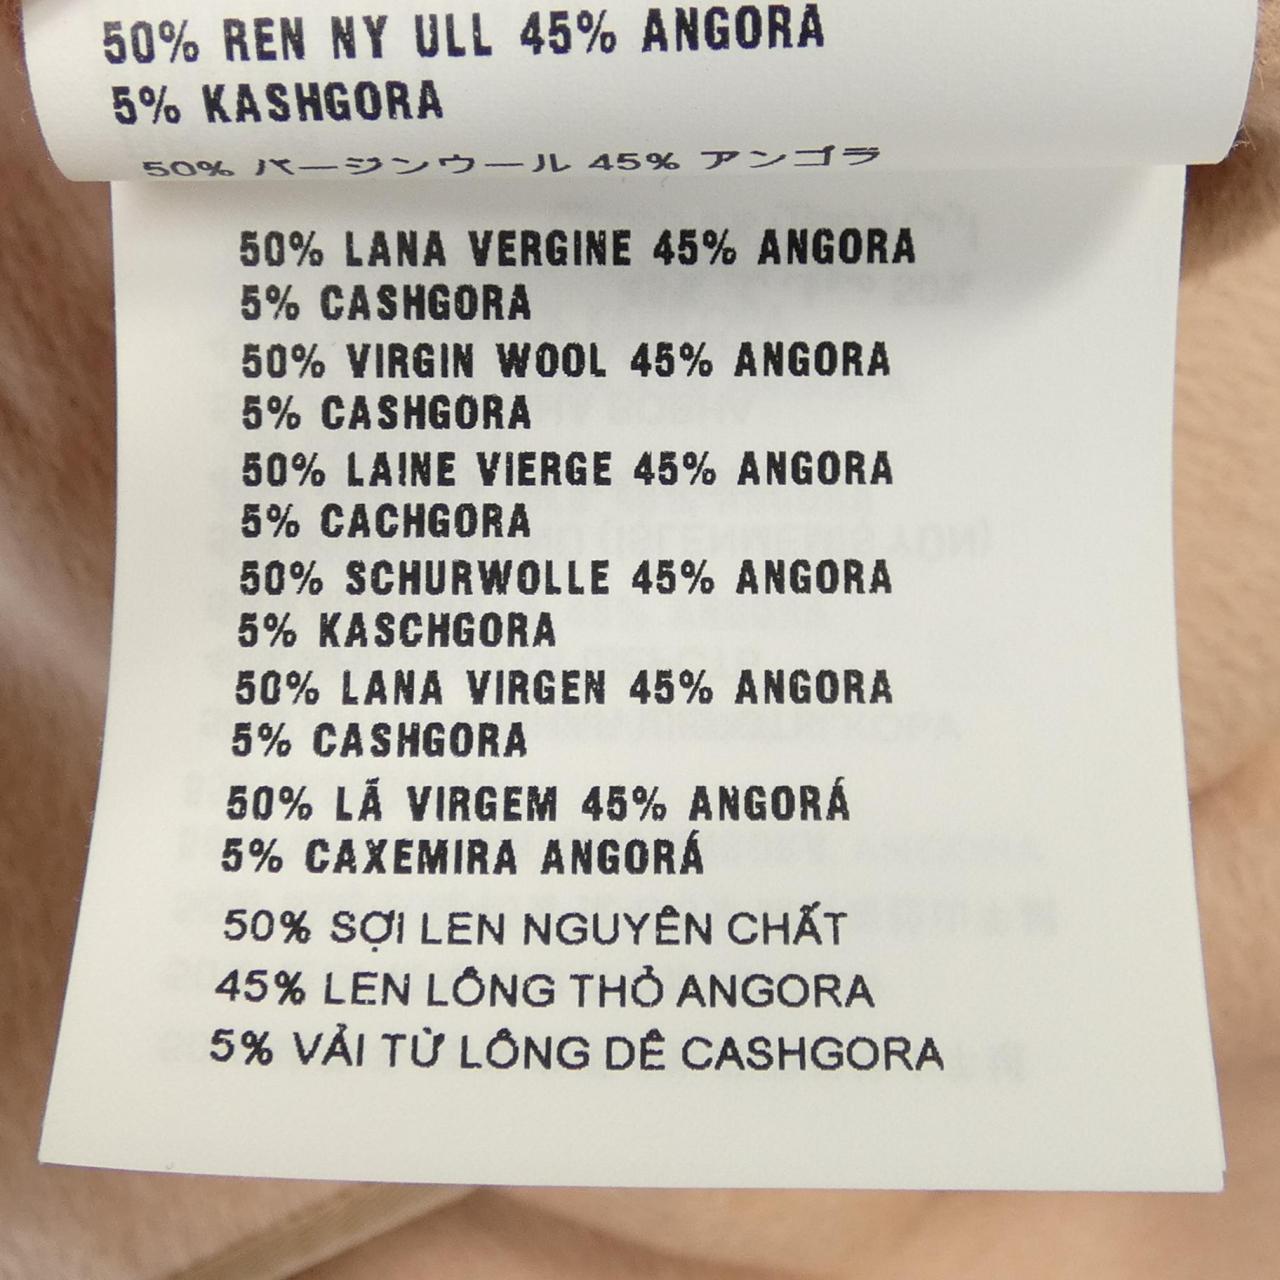 50% REN NY ULL 45% ANGORA
5% KASHGORA
50% バージンウール 45% アンゴラ
50% LANA VERGINE 45% ANGORA
5% CASHGORA
50% VIRGIN WOOL 45% ANGORA
5% CASHGORA
50% LAINE VIERGE 45% ANGORA
5% CACHGORA
50% SCHURWOLLE 45% ANGORA
5% KASCHGORA
50% LANA VIRGEN 45% ANGORA
5% CASHGORA
50% LÃ VIRGEM 45% ANGORÁ
5% CAXEMIRA ANGORÁ
50% SỢI LEN NGUYÊN CHẤT
45% LEN LÔNG THỎ ANGORA
5% VẢI TỪ LÔNG DÊ CASHGORA